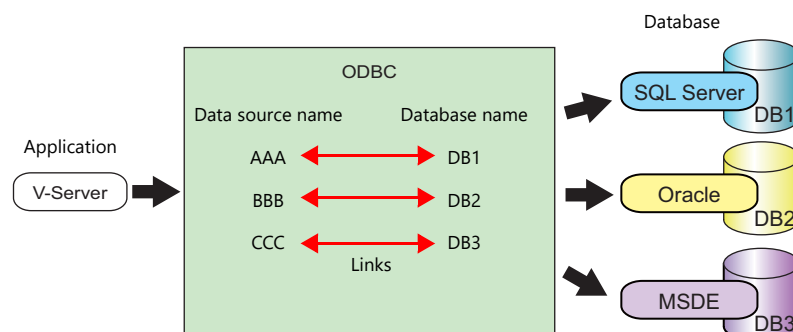 Database
ODBC
Data source name
Database name
Application
V-Server
AAA
DB1
BBB
DB2
CCC
DB3
Links
SQL Server
DB1
Oracle
DB2
MSDE
DB3